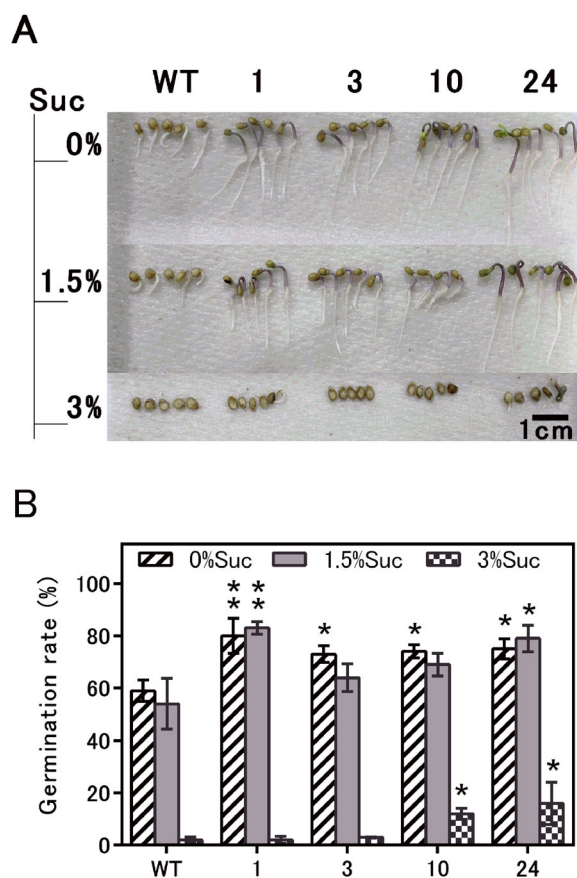 A
WT 1 3 10 24
Suc
0%
1.5%
3%
1cm
B
0%Suc 1.5%Suc 3%Suc
Germination rate (%)
100
80
60
40
20
0
* * * *
* * * * *
* *
WT 1 3 10 24